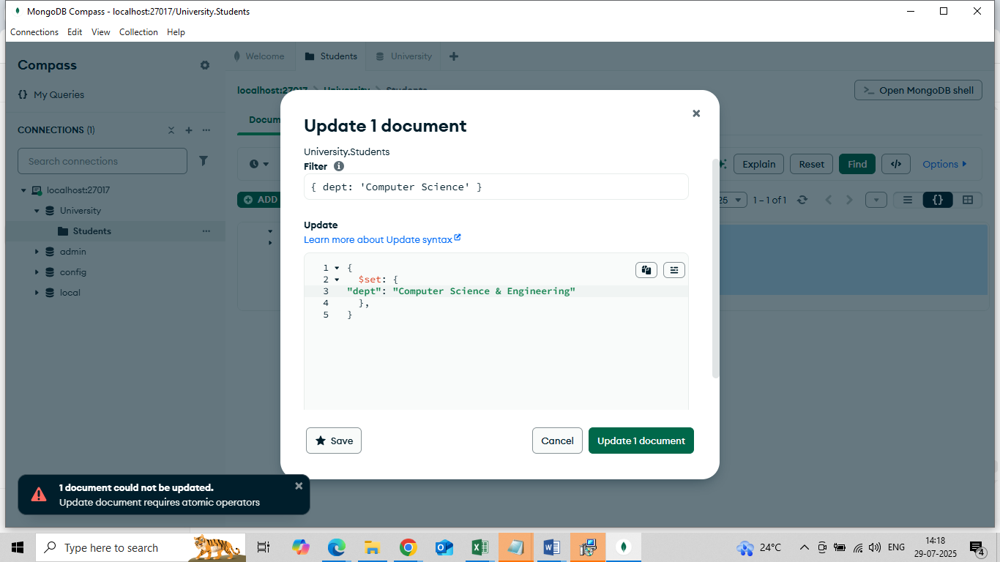 MongoDB Compass - localhost:27017/University.Students
Connections Edit View Collection Help
Compass
My Queries
CONNECTIONS (1)
Search connections
localhost:27017
University
Students
admin
config
local
Welcome
Students
University
localhost:27017 > University > Students
Open MongoDB shell
Docum
Explain
Reset
Find
Options
ADD
25
1 – 1 of 1
Update 1 document
University.Students
Filter
{ dept: 'Computer Science' }
Update
Learn more about Update syntax
1 {
2 $set: {
3 "dept": "Computer Science & Engineering"
4 },
5 }
Save
Cancel
Update 1 document
1 document could not be updated.
Update document requires atomic operators
Type here to search
24°C
ENG
14:18
29-07-2025
4